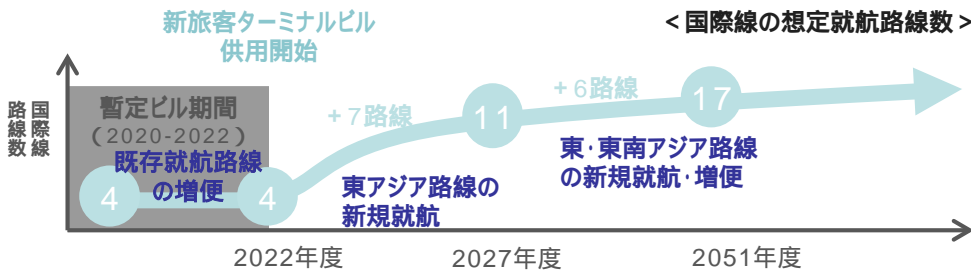 新旅客ターミナルビル
供用開始
<国際線の想定就航路線数>
国際線
路線数
暫定ビル期間
(2020-2022)
既存就航路線
の増便
4
4
+7路線
11
+6路線
17
東アジア路線の
新規就航
東・東南アジア路線
の新規就航・増便
2022年度
2027年度
2051年度